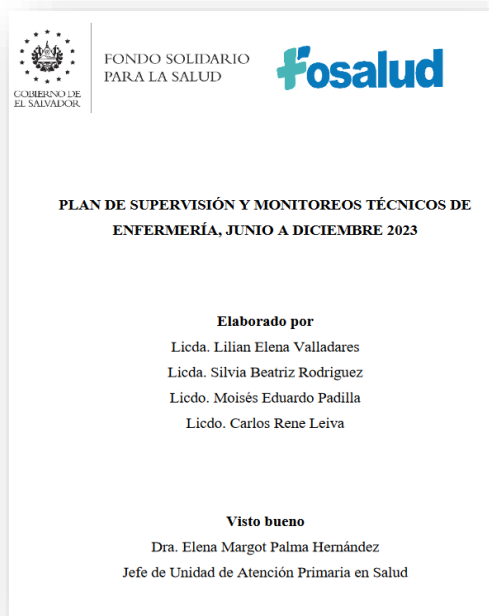 FONDO SOLIDARIO
PARA LA SALUD
GOBIERNO DE
EL SALVADOR
fosalud
PLAN DE SUPERVISIÓN Y MONITOREOS TÉCNICOS DE
ENFERMERÍA, JUNIO A DICIEMBRE 2023
Elaborado por
Licda. Lilian Elena Valladares
Licda. Silvia Beatriz Rodriguez
Licdo. Moisés Eduardo Padilla
Licdo. Carlos Rene Leiva
Visto bueno
Dra. Elena Margot Palma Hernández
Jefe de Unidad de Atención Primaria en Salud